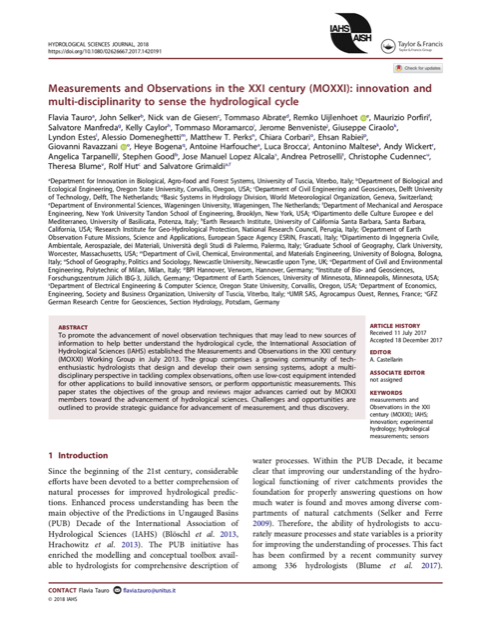 HYDROLOGICAL SCIENCES JOURNAL, 2018
https://doi.org/10.1080/02626667.2017.1420191
IAHS
AISH
Taylor & Francis
Taylor & Francis Group
Check for updates
Measurements and Observations in the XXI century (MOXXI): innovation and
multi-disciplinarity to sense the hydrological cycle
Flavia Tauro, John Selker, Nick van de Giesen, Tommaso Abrate, Remko Uijlenhoet, Maurizio Porfiri,
Salvatore Manfreda, Kelly Caylor, Tommaso Moramarco, Jerome Benveniste, Giuseppe Ciraolo,
Lyndon Estes, Alessio Domeneghetti, Matthew T. Perks, Chiara Corbari, Ehsan Rabiei,
Giovanni Ravazzani, Heye Bogena, Antoine Harfouche, Luca Brocca, Antonino Maltese, Andy Wickert,
Angelica Tarpanelli, Stephen Good, Jose Manuel Lopez Alcala, Andrea Petroselli, Christophe Cudennec,
Theresa Blume, Rolf Hut and Salvatore Grimaldi
Department for Innovation in Biological, Agro-food and Forest Systems, University of Tuscia, Viterbo, Italy; Department of Biological and
Ecological Engineering, Oregon State University, Corvallis, Oregon, USA; Department of Civil Engineering and Geosciences, Delft University
of Technology, Delft, The Netherlands; Basic Systems in Hydrology Division, World Meteorological Organization, Geneva, Switzerland;
Department of Environmental Sciences, Wageningen University, Wageningen, The Netherlands; Department of Mechanical and Aerospace
Engineering, New York University Tandon School of Engineering, Brooklyn, New York, USA; Dipartimento delle Culture Europee e del
Mediterraneo, University of Basilicata, Potenza, Italy; Earth Research Institute, University of California Santa Barbara, Santa Barbara,
California, USA; Research Institute for Geo-Hydrological Protection, National Research Council, Perugia, Italy; Department of Earth
Observation Future Missions, Science and Applications, European Space Agency ESRIN, Frascati, Italy; Dipartimento di Ingegneria Civile,
Ambientale, Aerospaziale, dei Materiali, Università degli Studi di Palermo, Palermo, Italy; Graduate School of Geography, Clark University,
Worcester, Massachusetts, USA; Department of Civil, Chemical, Environmental, and Materials Engineering, University of Bologna, Bologna,
Italy; School of Geography, Politics and Sociology, Newcastle University, Newcastle upon Tyne, UK; Department of Civil and Environmental
Engineering, Polytechnic of Milan, Milan, Italy; BPI Hannover, Verworn, Hannover, Germany; Institute of Bio- and Geosciences,
Forschungszentrum Jülich IBG-3, Jülich, Germany; Department of Earth Sciences, University of Minnesota, Minneapolis, Minnesota, USA;
Department of Electrical Engineering & Computer Science, Oregon State University, Corvallis, Oregon, USA; Department of Economics,
Engineering, Society and Business Organization, University of Tuscia, Viterbo, Italy; UMR SAS, Agrocampus Ouest, Rennes, France; GFZ
German Research Centre for Geosciences, Section Hydrology, Potsdam, Germany
ABSTRACT
To promote the advancement of novel observation techniques that may lead to new sources of
information to help better understand the hydrological cycle, the International Association of
Hydrological Sciences (IAHS) established the Measurements and Observations in the XXI century
(MOXXI) Working Group in July 2013. The group comprises a growing community of tech-
enthusiastic hydrologists that design and develop their own sensing systems, adopt a multi-
disciplinary perspective in tackling complex observations, often use low-cost equipment intended
for other applications to build innovative sensors, or perform opportunistic measurements. This
paper states the objectives of the group and reviews major advances carried out by MOXXI
members toward the advancement of hydrological sciences. Challenges and opportunities are
outlined to provide strategic guidance for advancement of measurement, and thus discovery.
ARTICLE HISTORY
Received 11 July 2017
Accepted 18 December 2017
EDITOR
A. Castellarin
ASSOCIATE EDITOR
not assigned
KEYWORDS
measurements and
Observations in the XXI
century (MOXXI); IAHS;
innovation; experimental
hydrology; hydrological
measurements; sensors
1 Introduction
Since the beginning of the 21st century, considerable
efforts have been devoted to a better comprehension of
natural processes for improved hydrological predic-
tions. Enhanced process understanding has been the
main objective of the Predictions in Ungauged Basins
(PUB) Decade of the International Association of
Hydrological Sciences (IAHS) (Blöschl et al. 2013,
Hrachowitz et al. 2013). The PUB initiative has
enriched the modelling and conceptual toolbox avail-
able to hydrologists for comprehensive description of
water processes. Within the PUB Decade, it became
clear that improving our understanding of the hydro-
logical functioning of river catchments provides the
foundation for properly answering questions on how
much water is found and moves among diverse com-
partments of natural catchments (Selker and Ferre
2009). Therefore, the ability of hydrologists to accu-
rately measure processes and state variables is a priority
for improving the understanding of processes. This fact
has been confirmed by a recent community survey
among 336 hydrologists (Blume et al. 2017).
CONTACT Flavia Tauro flavia.tauro@unitus.it
© 2018 IAHS